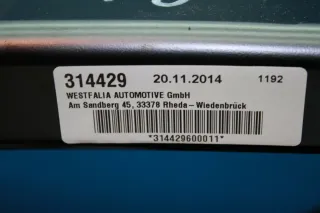 314429 20.11.2014 1192
WESTFALIA AUTOMOTIVE GmbH
Am Sandberg 45, 33378 Rheda-Wiedenbrück
*314429600011*